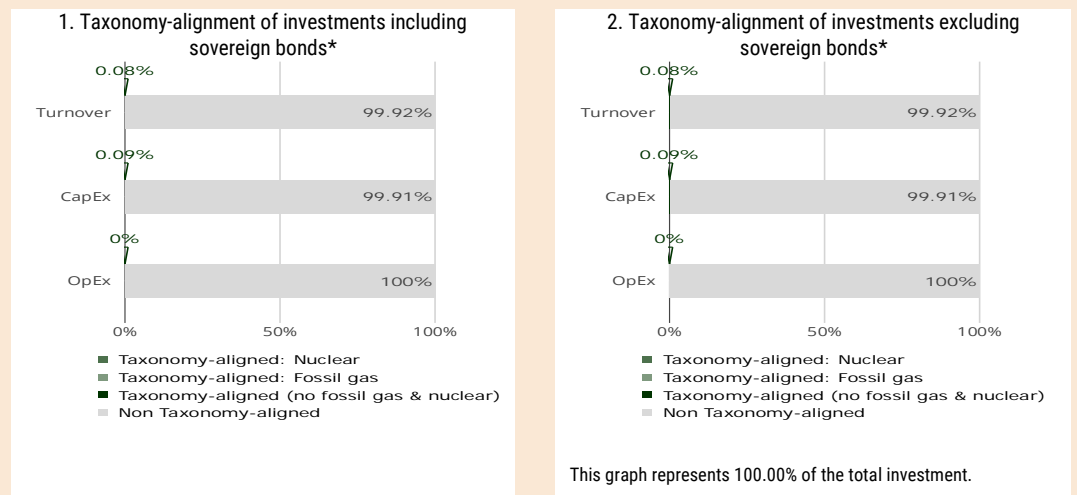 1. Taxonomy-alignment of investments including
sovereign bonds*
0.08%
Turnover 99.92%
0.09%
CapEx 99.91%
0%
OpEx 100%
0% 50% 100%
Taxonomy-aligned: Nuclear
Taxonomy-aligned: Fossil gas
Taxonomy-aligned (no fossil gas & nuclear)
Non Taxonomy-aligned
2. Taxonomy-alignment of investments excluding
sovereign bonds*
0.08%
Turnover 99.92%
0.09%
CapEx 99.91%
0%
OpEx 100%
0% 50% 100%
Taxonomy-aligned: Nuclear
Taxonomy-aligned: Fossil gas
Taxonomy-aligned (no fossil gas & nuclear)
Non Taxonomy-aligned
This graph represents 100.00% of the total investment.